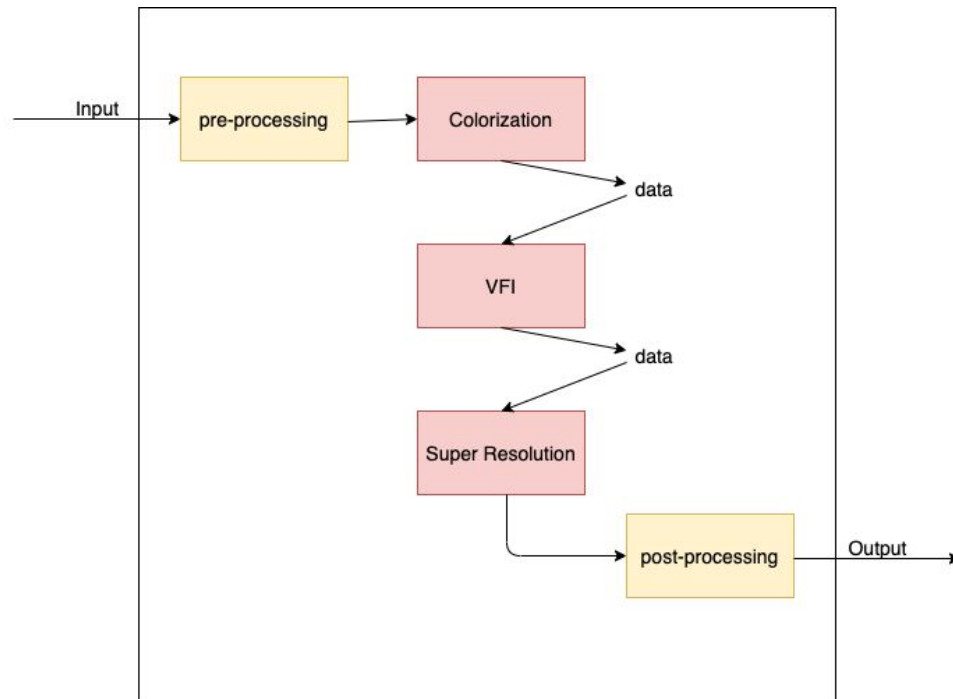 Input
pre-processing
Colorization
data
VFI
data
Super Resolution
post-processing
Output